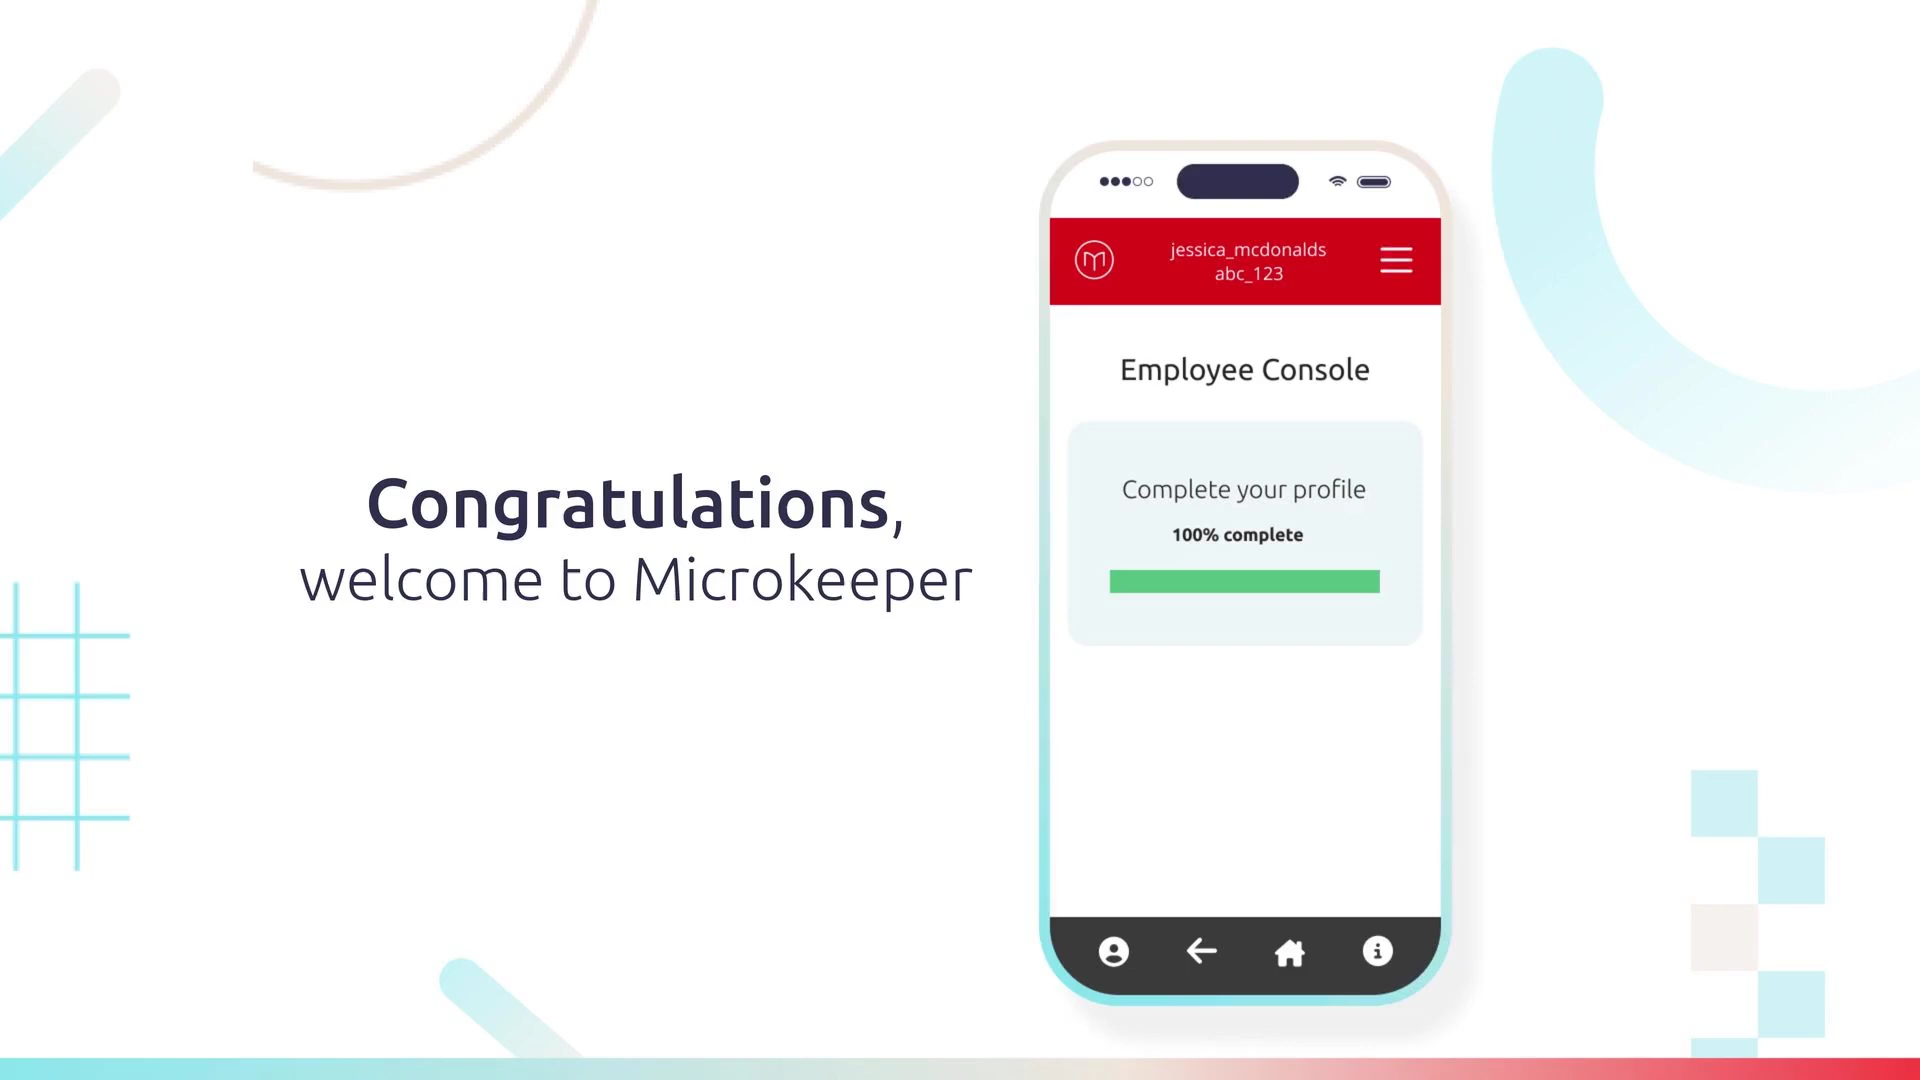 Congratulations,
welcome to Microkeeper
jessica_mcdonalds
abc_123
Employee Console
Complete your profile
100% complete